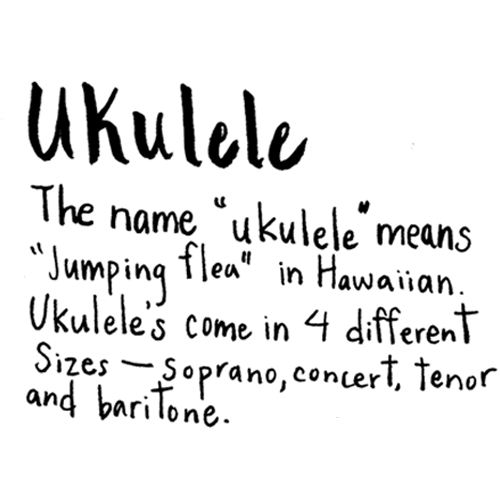 Ukulele
The name "ukulele" means
"Jumping flea" in Hawaiian.
Ukulele's come in 4 different
Sizes — soprano, concert, tenor
and baritone.